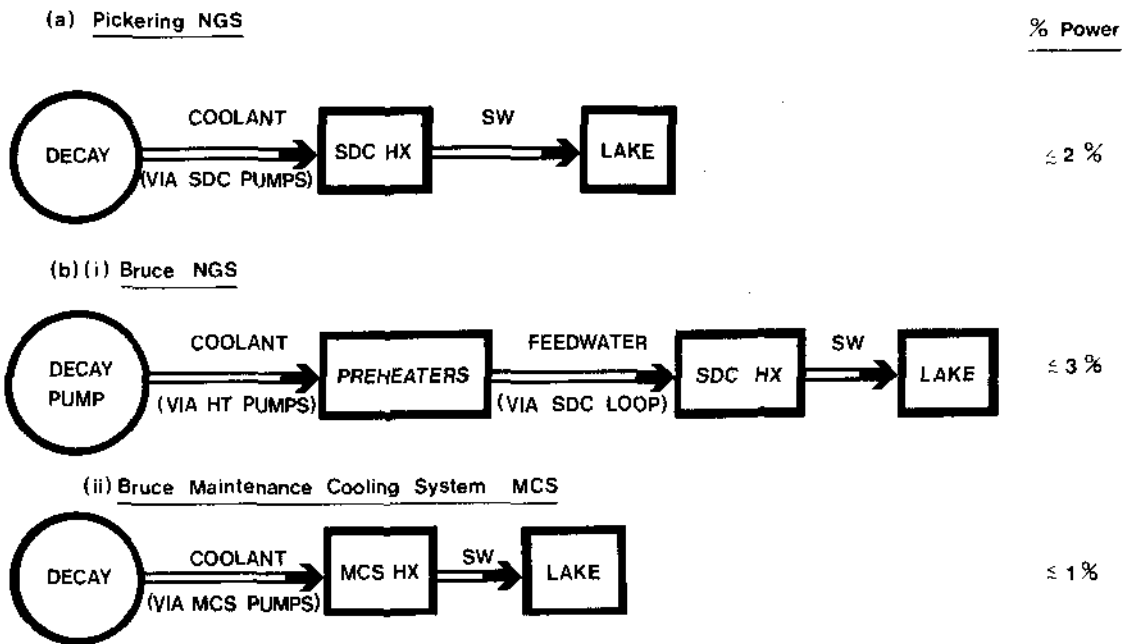 (a) Pickering NGS
% Power
COOLANT
SW
DECAY
SDC HX
LAKE
(VIA SDC PUMPS)
≤ 2 %
(b)(i) Bruce NGS
COOLANT
FEEDWATER
SW
DECAY
PUMP
PREHEATERS
SDC HX
LAKE
≤ 3 %
(VIA HT PUMPS)
(VIA SDC LOOP)
(ii) Bruce Maintenance Cooling System MCS
COOLANT
SW
DECAY
MCS HX
LAKE
≤ 1 %
(VIA MCS PUMPS)